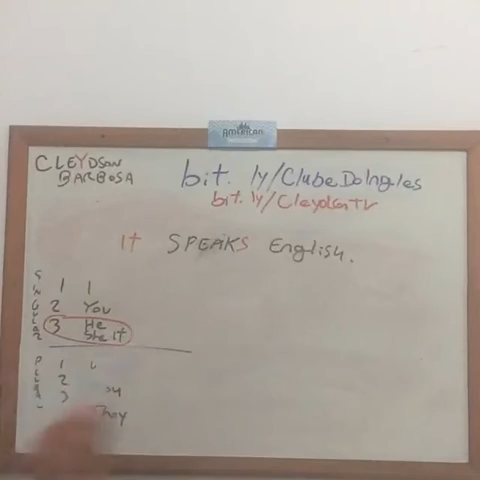 AMERICAN
CLEYDSON
BARBOSA
bit. ly/ClubeDoIngles
bit. ly/CleydsonTV
It SPEAKS English.
1 I
2 You
3 He
She It
1
2
3
They